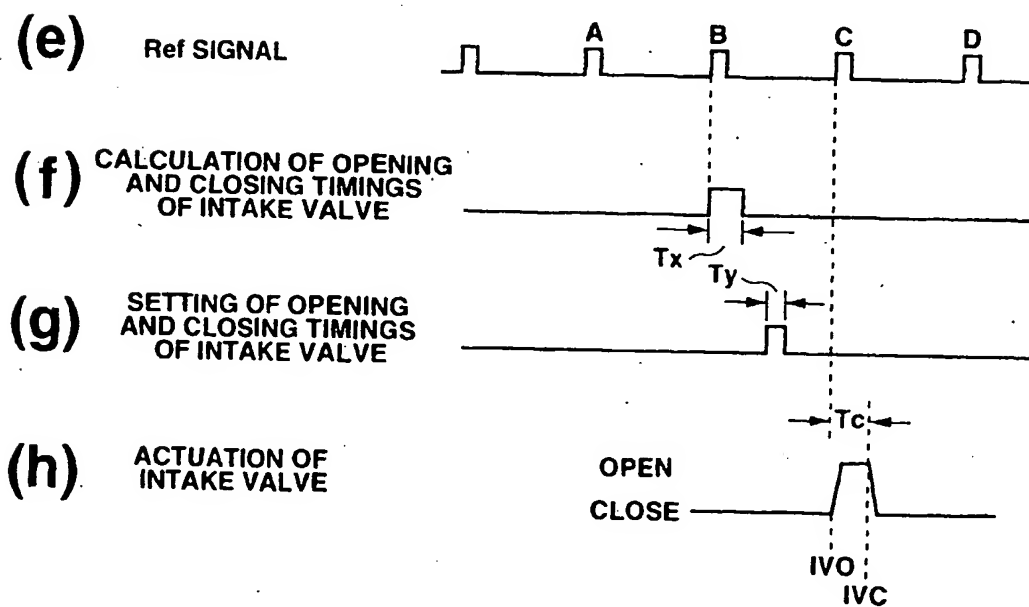 (e) Ref SIGNAL
A B C D
(f) CALCULATION OF OPENING
AND CLOSING TIMINGS
OF INTAKE VALVE
Tx
Ty
(g) SETTING OF OPENING
AND CLOSING TIMINGS
OF INTAKE VALVE
Tc
(h) ACTUATION OF
INTAKE VALVE
OPEN
CLOSE
IVO
IVC